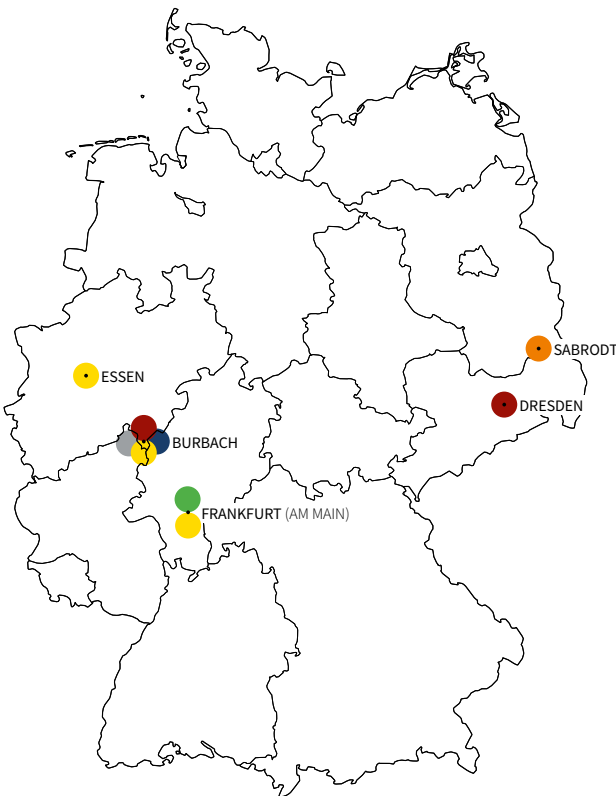 SABRODT
ESSEN
DRESDEN
BURBACH
FRANKFURT (AM MAIN)